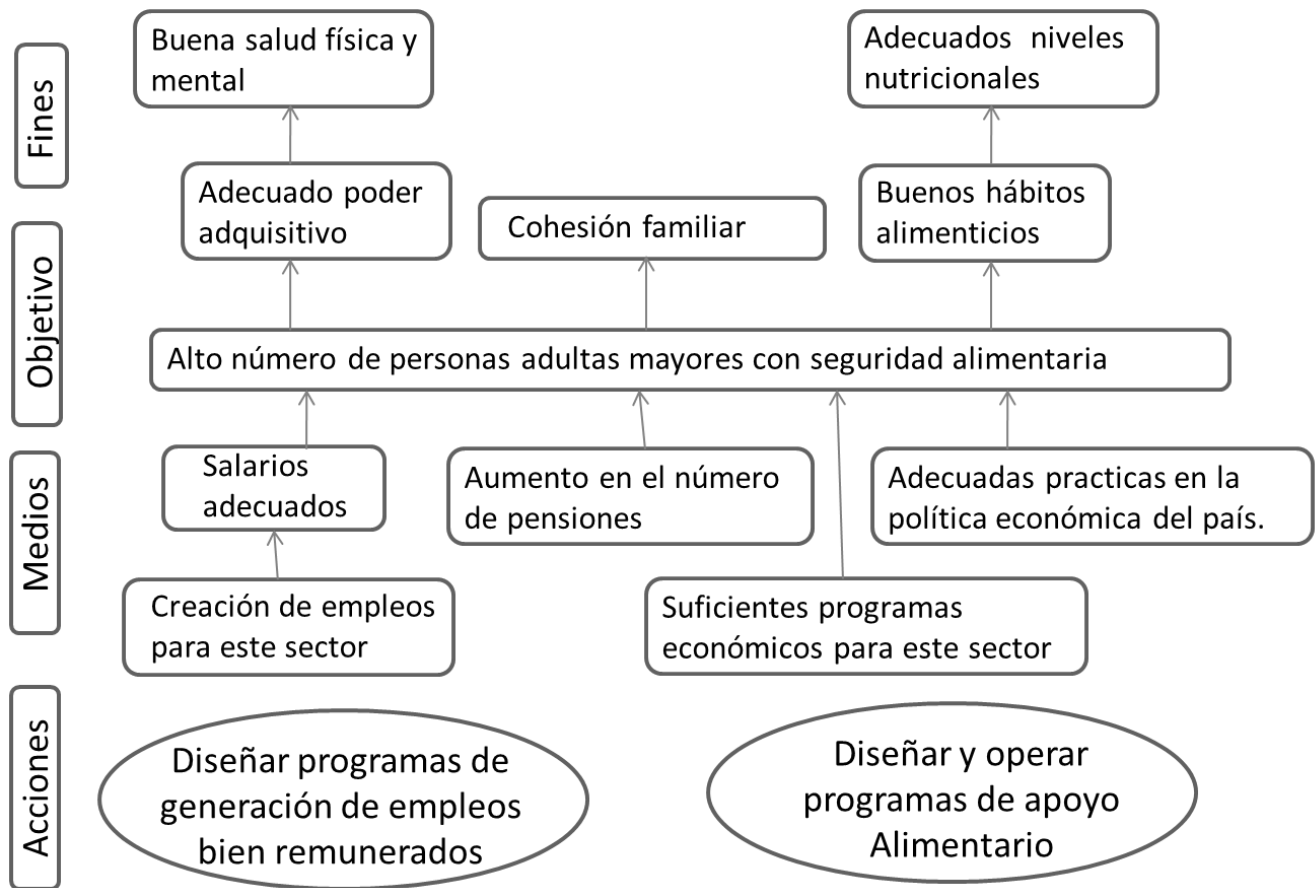 Fines
Buena salud física y
mental
Adecuados niveles
nutricionales
Adecuado poder
adquisitivo
Cohesión familiar
Buenos hábitos
alimenticios
Objetivo
Alto número de personas adultas mayores con seguridad alimentaria
Medios
Salarios
adecuados
Aumento en el número
de pensiones
Adecuadas practicas en la
política económica del país.
Creación de empleos
para este sector
Suficientes programas
económicos para este sector
Acciones
Diseñar programas de
generación de empleos
bien remunerados
Diseñar y operar
programas de apoyo
Alimentario